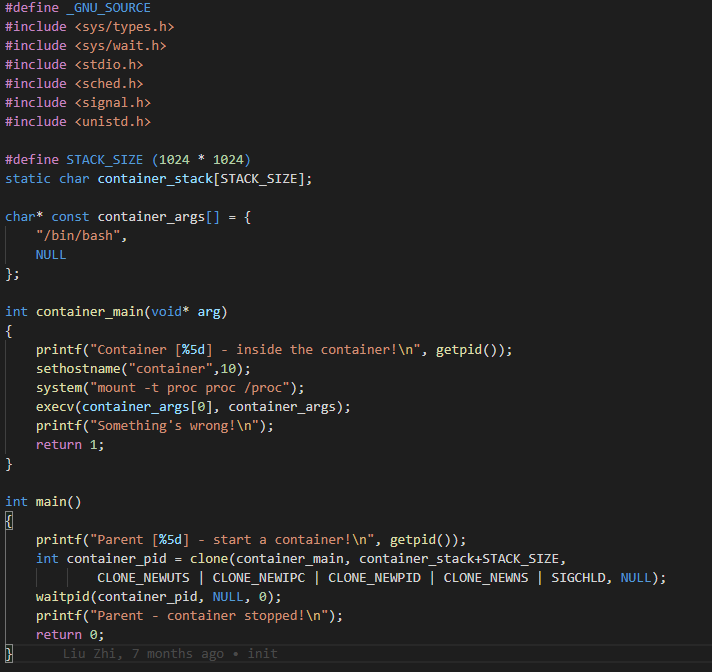 #define _GNU_SOURCE
#include <sys/types.h>
#include <sys/wait.h>
#include <stdio.h>
#include <sched.h>
#include <signal.h>
#include <unistd.h>

#define STACK_SIZE (1024 * 1024)
static char container_stack[STACK_SIZE];

char* const container_args[] = {
    "/bin/bash",
    NULL
};

int container_main(void* arg)
{
    printf("Container [%5d] - inside the container!\n", getpid());
    sethostname("container",10);
    system("mount -t proc proc /proc");
    execv(container_args[0], container_args);
    printf("Something's wrong!\n");
    return 1;
}

int main()
{
    printf("Parent [%5d] - start a container!\n", getpid());
    int container_pid = clone(container_main, container_stack+STACK_SIZE,
            CLONE_NEWUTS | CLONE_NEWIPC | CLONE_NEWPID | CLONE_NEWNS | SIGCHLD, NULL);
    waitpid(container_pid, NULL, 0);
    printf("Parent - container stopped!\n");
    return 0;
} Liu Zhi, 7 months ago • init